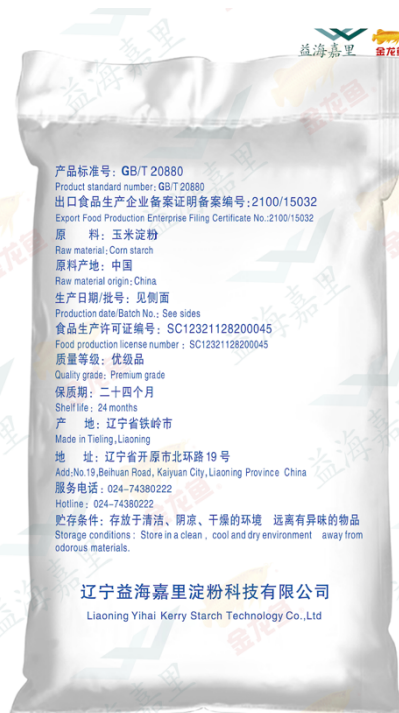 益海嘉里 金龙鱼
产品标准号：GB/T 20880
Product standard number: GB/T 20880
出口食品生产企业备案证明备案编号：2100/15032
Export Food Production Enterprise Filing Certificate No.:2100/15032
原　　料：玉米淀粉
Raw material: Corn starch
原料产地：中国
Raw material origin: China
生产日期/批号：见侧面
Production date/Batch No.: See sides
食品生产许可证编号：SC12321128200045
Food production license number : SC12321128200045
质量等级：优级品
Quality grade: Premium grade
保质期：二十四个月
Shelf life : 24 months
产　　地：辽宁省铁岭市
Made in Tieling, Liaoning
地　　址：辽宁省开原市北环路 19 号
Add:No.19,Beihuan Road, Kaiyuan City, Liaoning Province China
服务电话：024-74380222
Hotline : 024-74380222
贮存条件：存放于清洁、阴凉、干燥的环境　远离有异味的物品
Storage conditions : Store in a clean , cool and dry environment away from
odorous materials.
辽宁益海嘉里淀粉科技有限公司
Liaoning Yihai Kerry Starch Technology Co.,Ltd